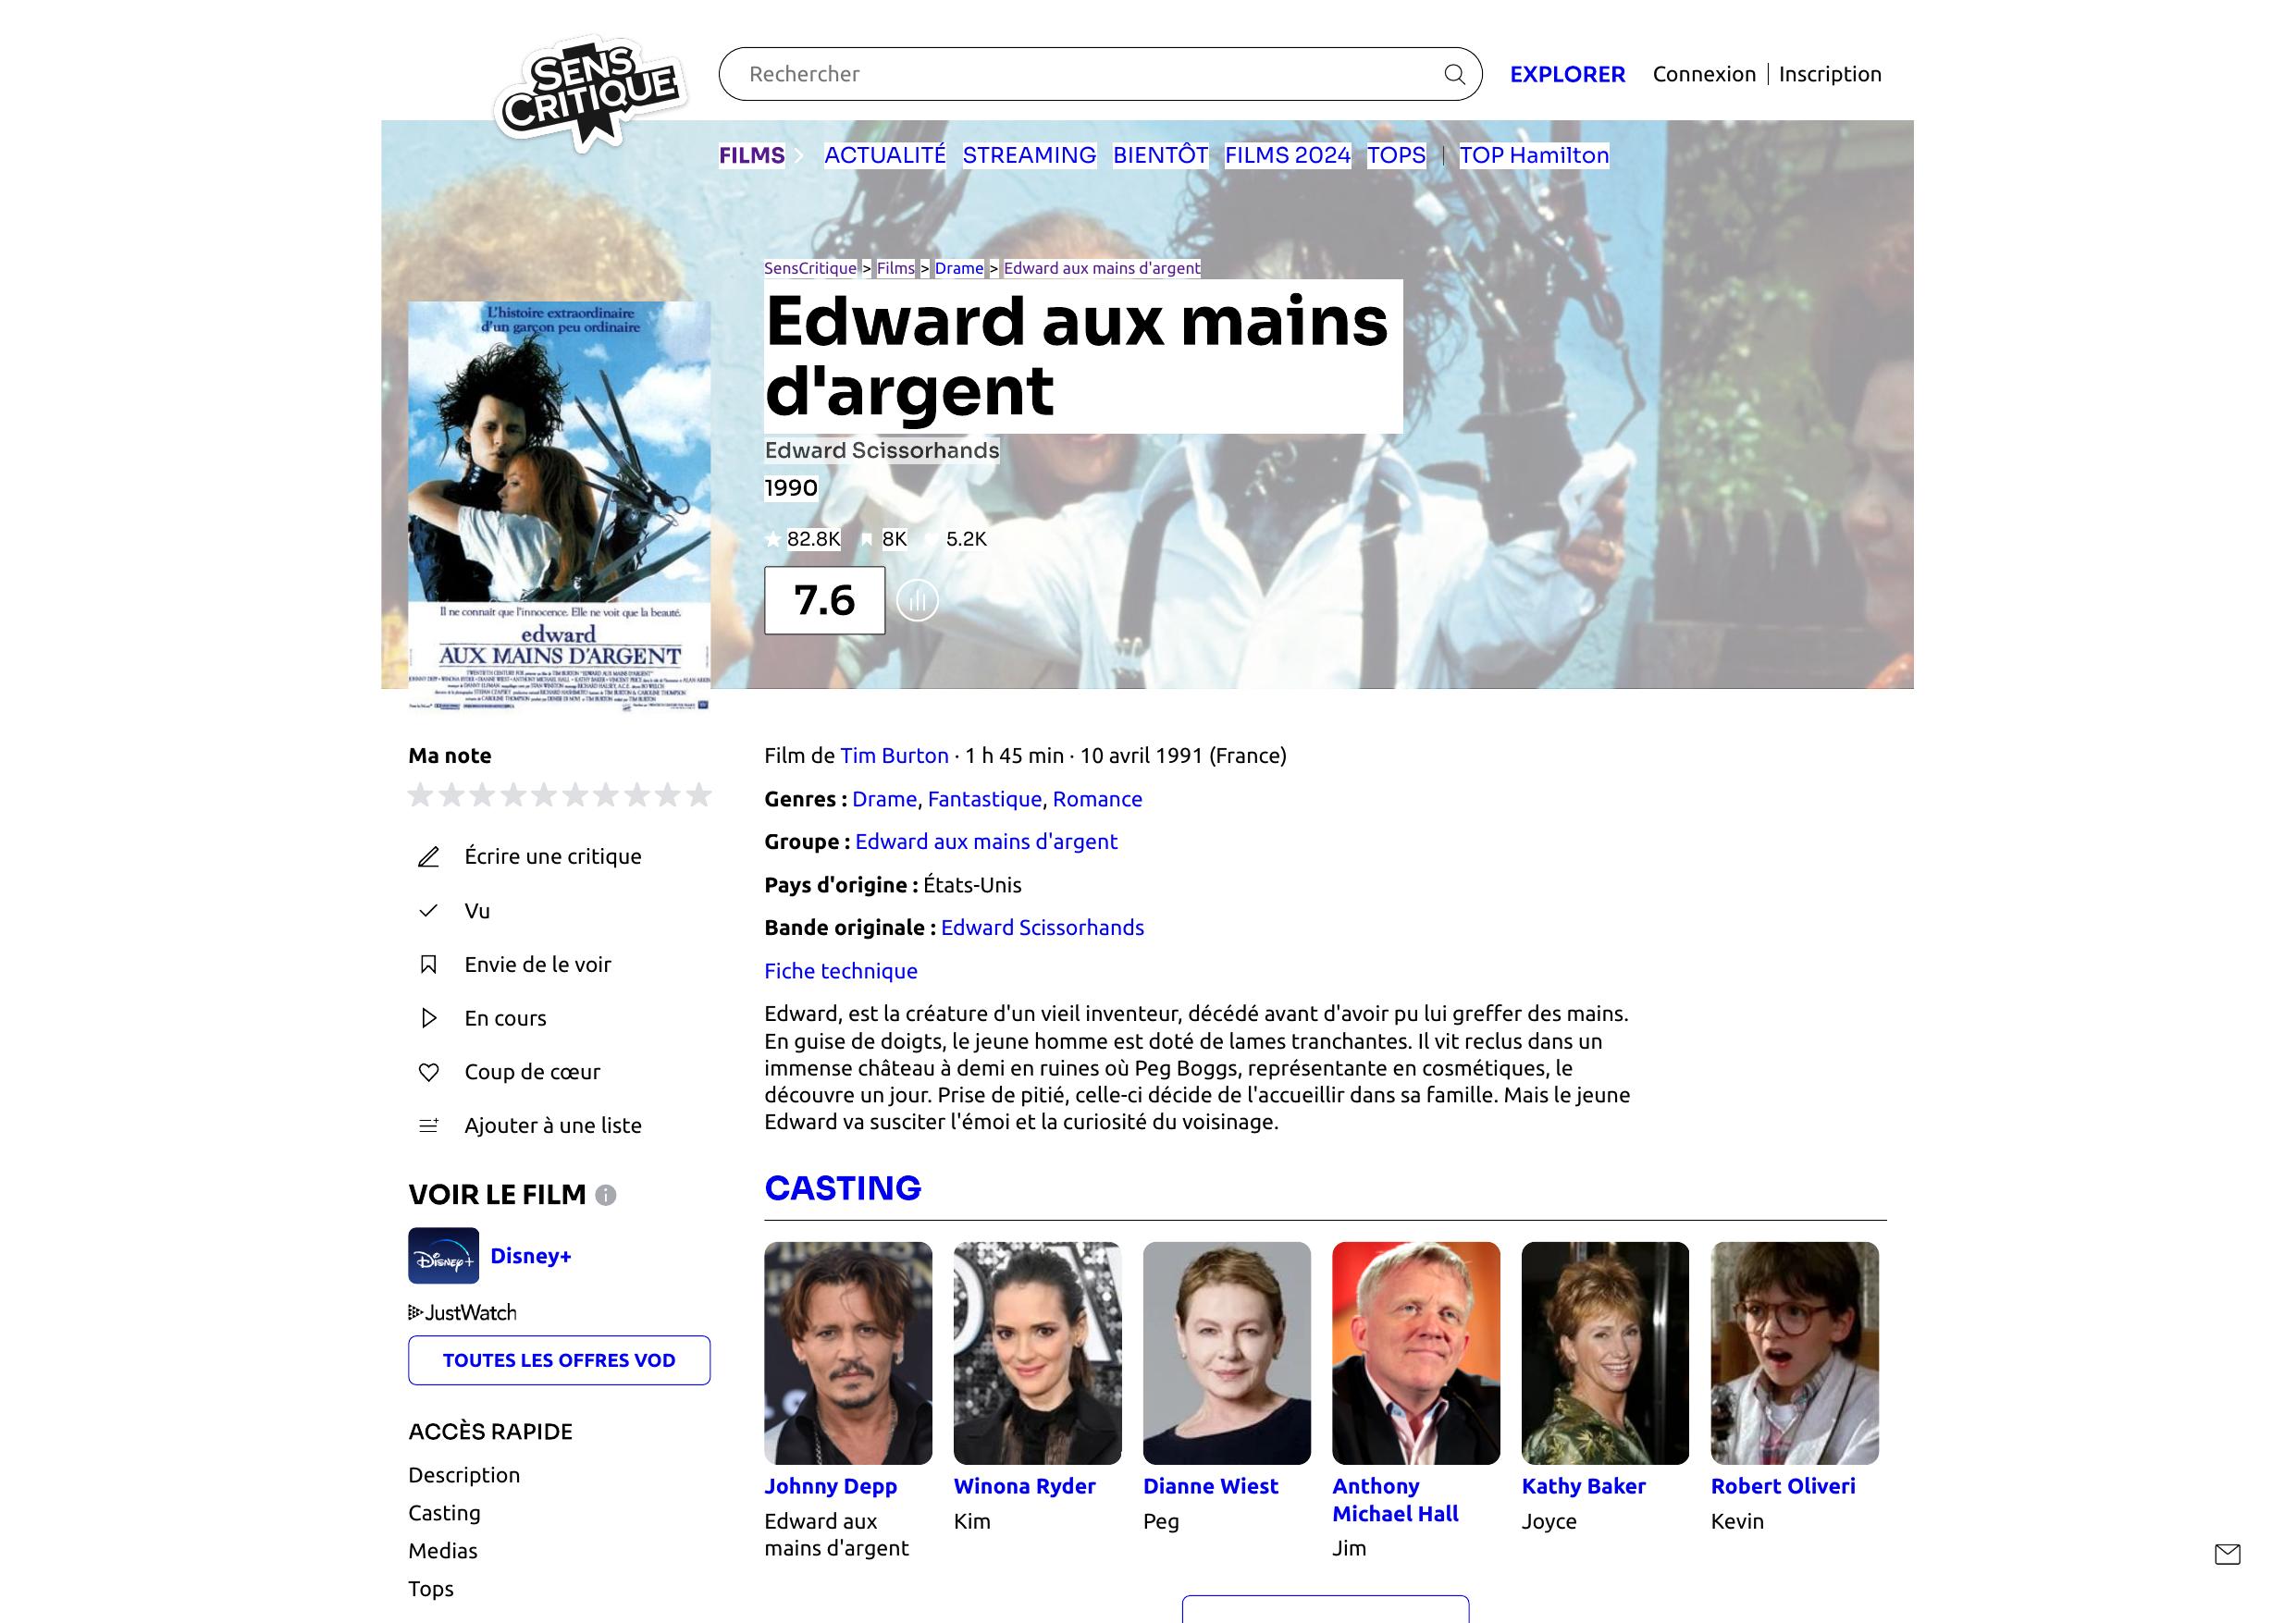 SENS
CRITIQUE
Rechercher
EXPLORER
Connexion | Inscription
FILMS
ACTUALITÉ STREAMING BIENTÔT FILMS 2024 TOPS | TOP Hamilton
SensCritique > Films > Drame > Edward aux mains d'argent
Edward aux mains
d'argent
Edward Scissorhands
1990
82.8K 8K 5.2K
7.6
L'histoire extraordinaire
d'un garçon peu ordinaire
Il ne connaît que l'innocence. Elle ne voit que la beauté.
edward
AUX MAINS D'ARGENT
Ma note
Écrire une critique
Vu
Envie de le voir
En cours
Coup de cœur
Ajouter à une liste
VOIR LE FILM
Disney+
Disney+
JustWatch
TOUTES LES OFFRES VOD
ACCÈS RAPIDE
Description
Casting
Medias
Tops
Film de Tim Burton · 1 h 45 min · 10 avril 1991 (France)
Genres : Drame, Fantastique, Romance
Groupe : Edward aux mains d'argent
Pays d'origine : États-Unis
Bande originale : Edward Scissorhands
Fiche technique
Edward, est la créature d'un vieil inventeur, décédé avant d'avoir pu lui greffer des mains.
En guise de doigts, le jeune homme est doté de lames tranchantes. Il vit reclus dans un
immense château à demi en ruines où Peg Boggs, représentante en cosmétiques, le
découvre un jour. Prise de pitié, celle-ci décide de l'accueillir dans sa famille. Mais le jeune
Edward va susciter l'émoi et la curiosité du voisinage.
CASTING
Johnny Depp
Edward aux
mains d'argent
Winona Ryder
Kim
Dianne Wiest
Peg
Anthony
Michael Hall
Jim
Kathy Baker
Joyce
Robert Oliveri
Kevin